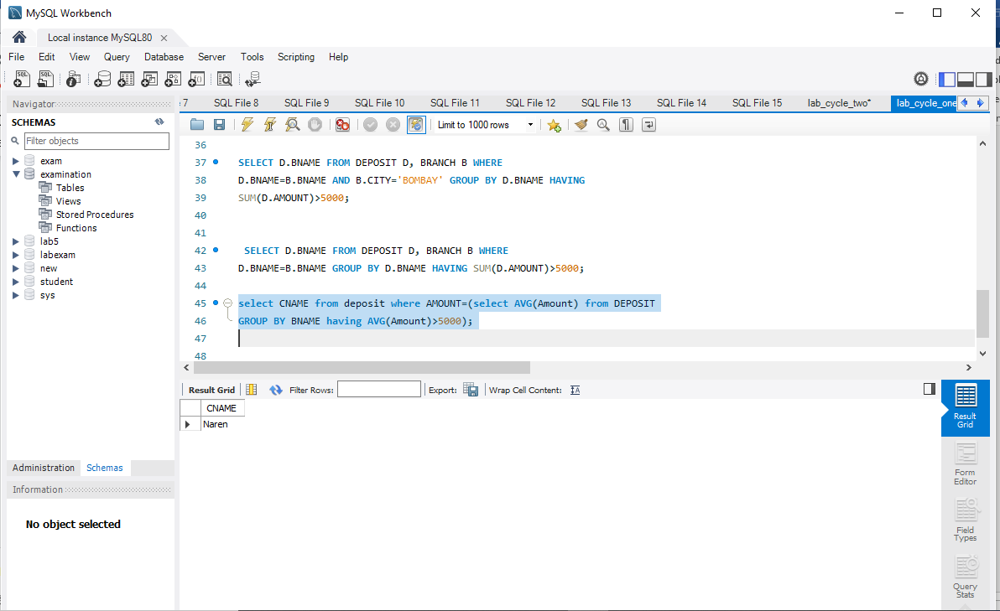 MySQL Workbench
Local instance MySQL80
File Edit View Query Database Server Tools Scripting Help
Navigator
SCHEMAS
Filter objects
exam
examination
Tables
Views
Stored Procedures
Functions
lab5
labexam
new
student
sys
Administration Schemas
Information
No object selected
7 SQL File 8 SQL File 9 SQL File 10 SQL File 11 SQL File 12 SQL File 13 SQL File 14 SQL File 15 lab_cycle_two* lab_cycle_one
Limit to 1000 rows
36
37 SELECT D.BNAME FROM DEPOSIT D, BRANCH B WHERE
38 D.BNAME=B.BNAME AND B.CITY='BOMBAY' GROUP BY D.BNAME HAVING
39 SUM(D.AMOUNT)>5000;
40
41
42 SELECT D.BNAME FROM DEPOSIT D, BRANCH B WHERE
43 D.BNAME=B.BNAME GROUP BY D.BNAME HAVING SUM(D.AMOUNT)>5000;
44
45 select CNAME from deposit where AMOUNT=(select AVG(Amount) from DEPOSIT
46 GROUP BY BNAME having AVG(Amount)>5000);
47
48
Result Grid Filter Rows: Export: Wrap Cell Content:
CNAME
Naren
Result
Grid
Form
Editor
Field
Types
Query
Stats